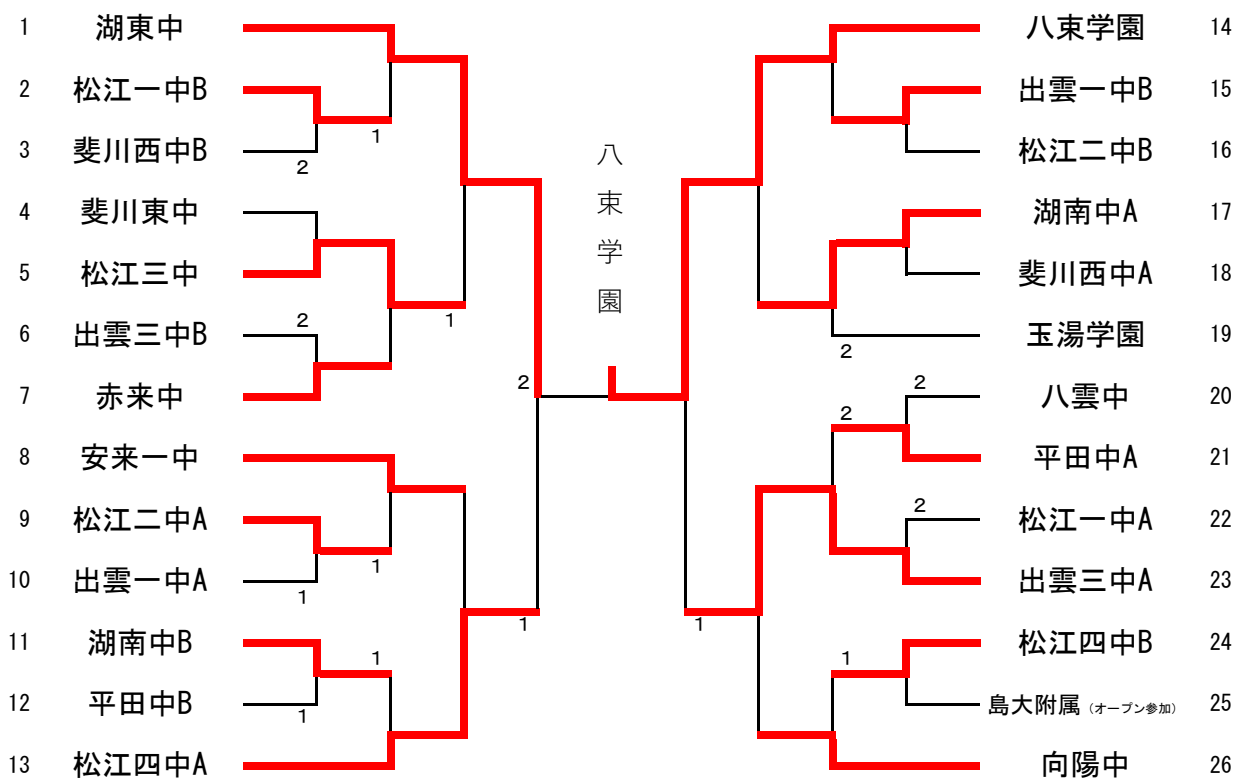 1 湖東中
2 松江一中B
3 斐川西中B
4 斐川東中
5 松江三中
6 出雲三中B
7 赤来中
8 安来一中
9 松江二中A
10 出雲一中A
11 湖南中B
12 平田中B
13 松江四中A
2
1
1
2
1
1
1
1
2
1
八束学園
1
2
2
2
2
1
八束学園 14
出雲一中B 15
松江二中B 16
湖南中A 17
斐川西中A 18
玉湯学園 19
八雲中 20
平田中A 21
松江一中A 22
出雲三中A 23
松江四中B 24
島大附属（オープン参加） 25
向陽中 26